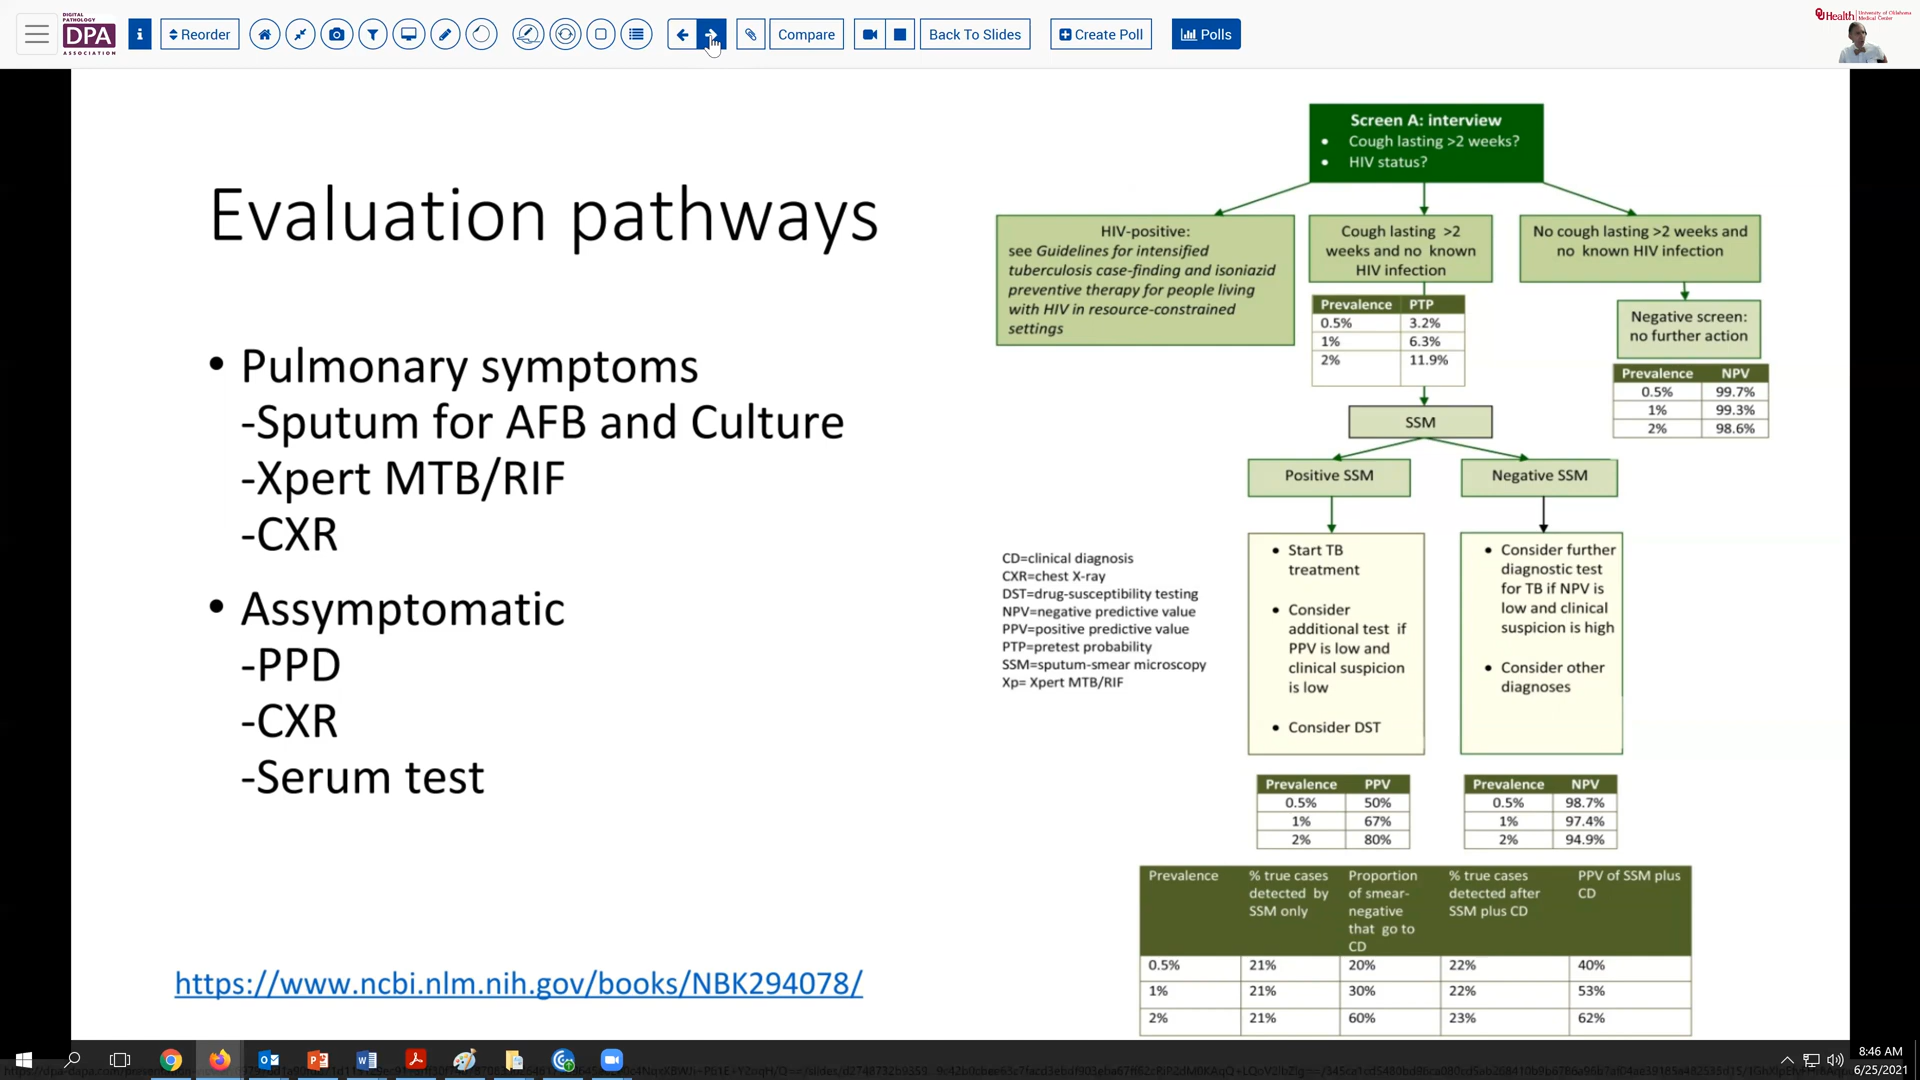 DIGITAL PATHOLOGY
DPA
ASSOCIATION
i
Reorder
Compare
Back To Slides
Create Poll
Polls
Health
University of Oklahoma
Medical Center
Evaluation pathways
• Pulmonary symptoms
-Sputum for AFB and Culture
-Xpert MTB/RIF
-CXR
• Assymptomatic
-PPD
-CXR
-Serum test
https://www.ncbi.nlm.nih.gov/books/NBK294078/
Screen A: interview
• Cough lasting >2 weeks?
• HIV status?
HIV-positive:
see Guidelines for intensified
tuberculosis case-finding and isoniazid
preventive therapy for people living
with HIV in resource-constrained
settings
Cough lasting >2
weeks and no known
HIV infection
No cough lasting >2 weeks and
no known HIV infection
Prevalence PTP
0.5% 3.2%
1% 6.3%
2% 11.9%
Negative screen:
no further action
Prevalence NPV
0.5% 99.7%
1% 99.3%
2% 98.6%
SSM
Positive SSM
Negative SSM
• Start TB
treatment
• Consider
additional test if
PPV is low and
clinical suspicion
is low
• Consider DST
• Consider further
diagnostic test
for TB if NPV is
low and clinical
suspicion is high
• Consider other
diagnoses
CD=clinical diagnosis
CXR=chest X-ray
DST=drug-susceptibility testing
NPV=negative predictive value
PPV=positive predictive value
PTP=pretest probability
SSM=sputum-smear microscopy
Xp= Xpert MTB/RIF
Prevalence PPV
0.5% 50%
1% 67%
2% 80%
Prevalence NPV
0.5% 98.7%
1% 97.4%
2% 94.9%
Prevalence
% true cases
detected by
SSM only
Proportion
of smear-
negative
that go to
CD
% true cases
detected after
SSM plus CD
PPV of SSM plus
CD
0.5% 21% 20% 22% 40%
1% 21% 30% 22% 53%
2% 21% 60% 23% 62%
8:46 AM
6/25/2021